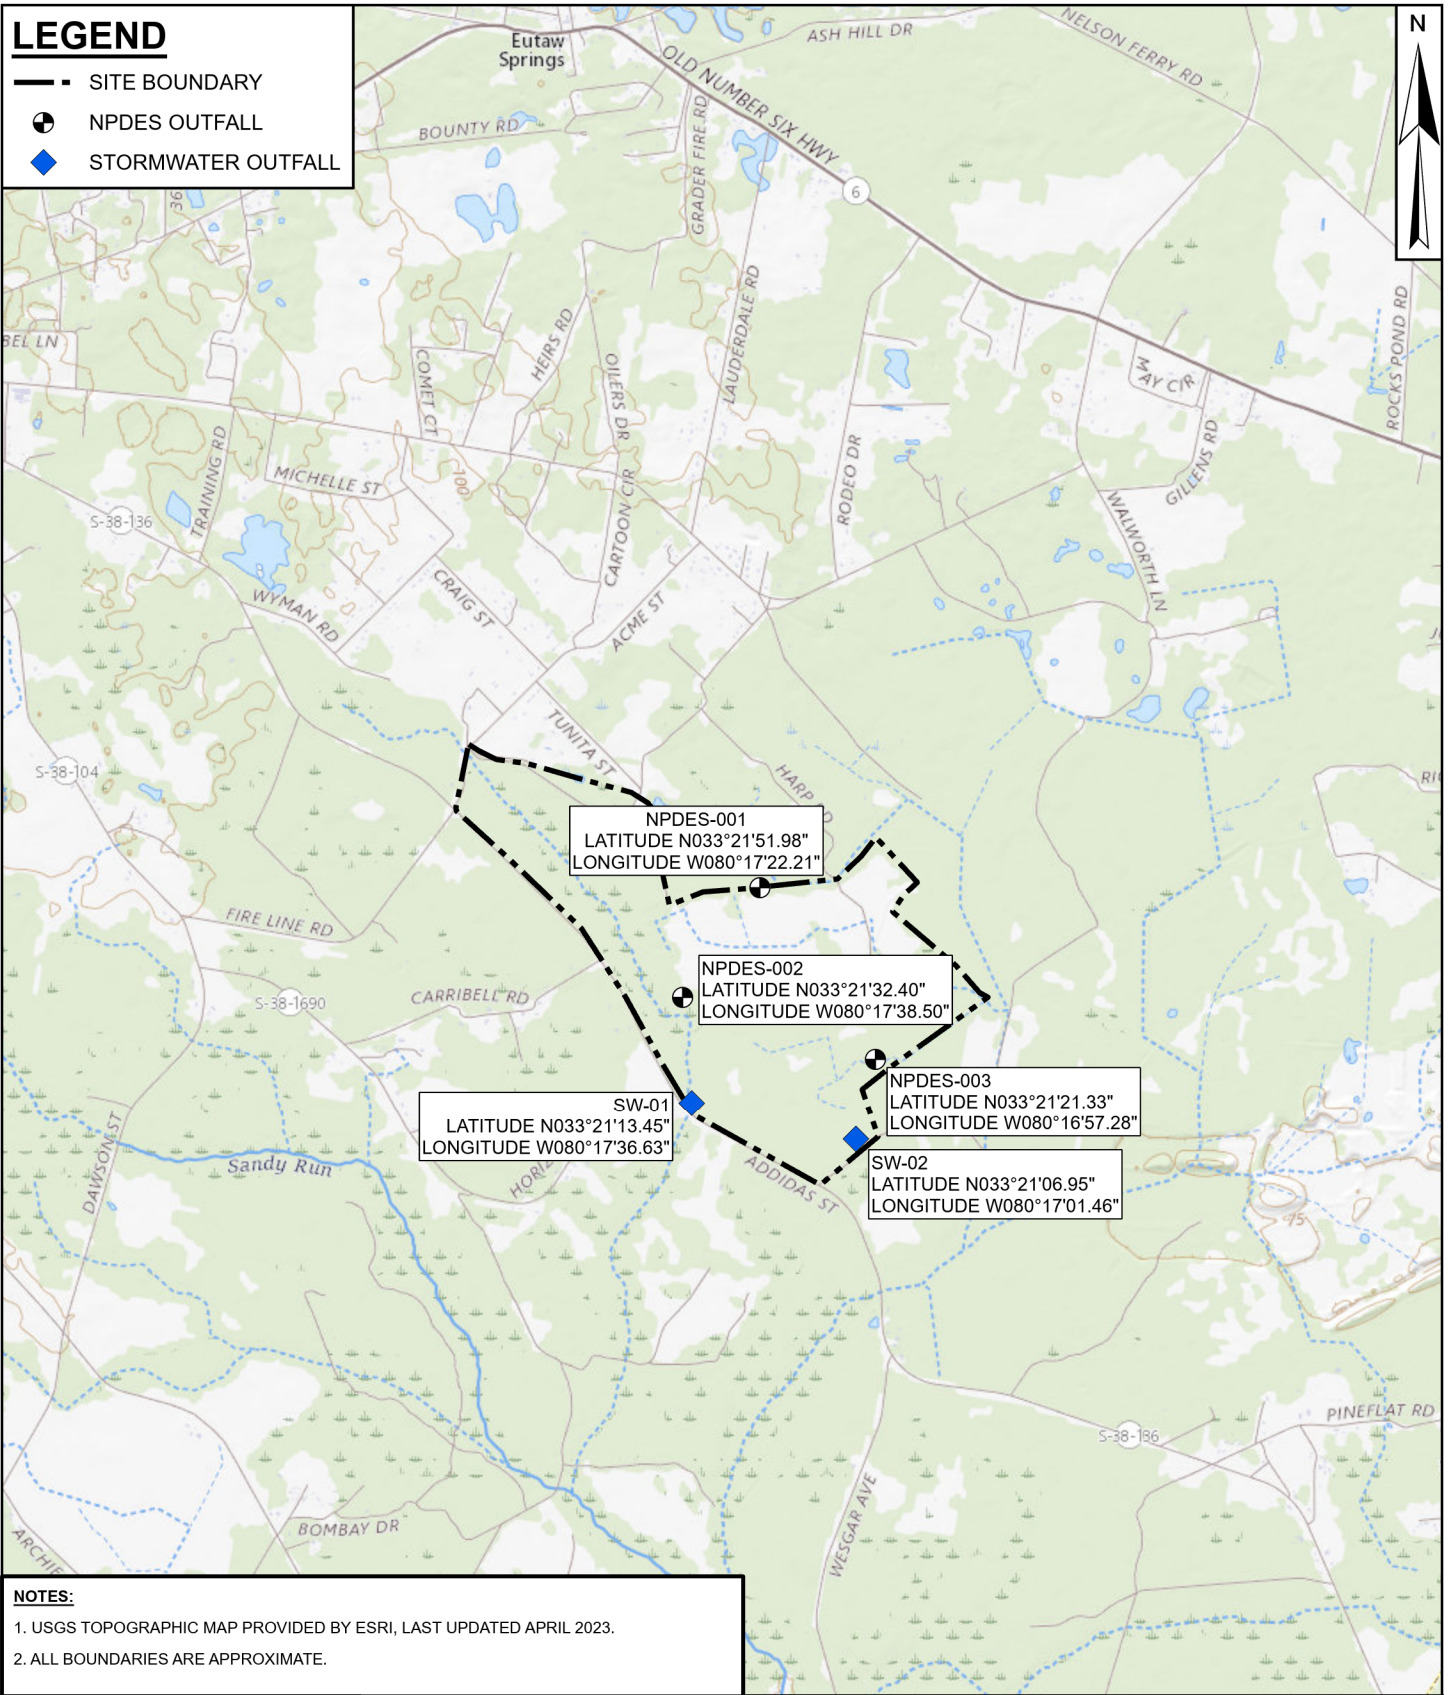 LEGEND
SITE BOUNDARY
NPDES OUTFALL
STORMWATER OUTFALL
N
Eutaw
Springs
ASH HILL DR
NELSON FERRY RD
OLD NUMBER SIX HWY
BOUNTY RD
GRADER FIRE RD
6
36
LAUDERDALE RD
HEIRS RD
ROCKS POND RD
BEL LN
COMET CT
OILERS DR
MAY CIR
TRAINING RD
MICHELLE ST
100
CARTOON CIR
RODEO DR
GILLENS RD
S-38-136
WALWORTH LN
CRAIG ST
WYMAN RD
ACME ST
TUNITA ST
S-38-104
HARP
NPDES-001
LATITUDE N033°21'51.98"
LONGITUDE W080°17'22.21"
FIRE LINE RD
NPDES-002
LATITUDE N033°21'32.40"
LONGITUDE W080°17'38.50"
S-38-1690
CARRIBELL RD
NPDES-003
LATITUDE N033°21'21.33"
LONGITUDE W080°16'57.28"
SW-01
LATITUDE N033°21'13.45"
LONGITUDE W080°17'36.63"
SW-02
LATITUDE N033°21'06.95"
LONGITUDE W080°17'01.46"
DAWSON ST
Sandy Run
HORIZ
ADDIDAS ST
75
PINEFLAT RD
S-38-136
WESGAR AVE
BOMBAY DR
ARCHIE
NOTES:
1. USGS TOPOGRAPHIC MAP PROVIDED BY ESRI, LAST UPDATED APRIL 2023.
2. ALL BOUNDARIES ARE APPROXIMATE.